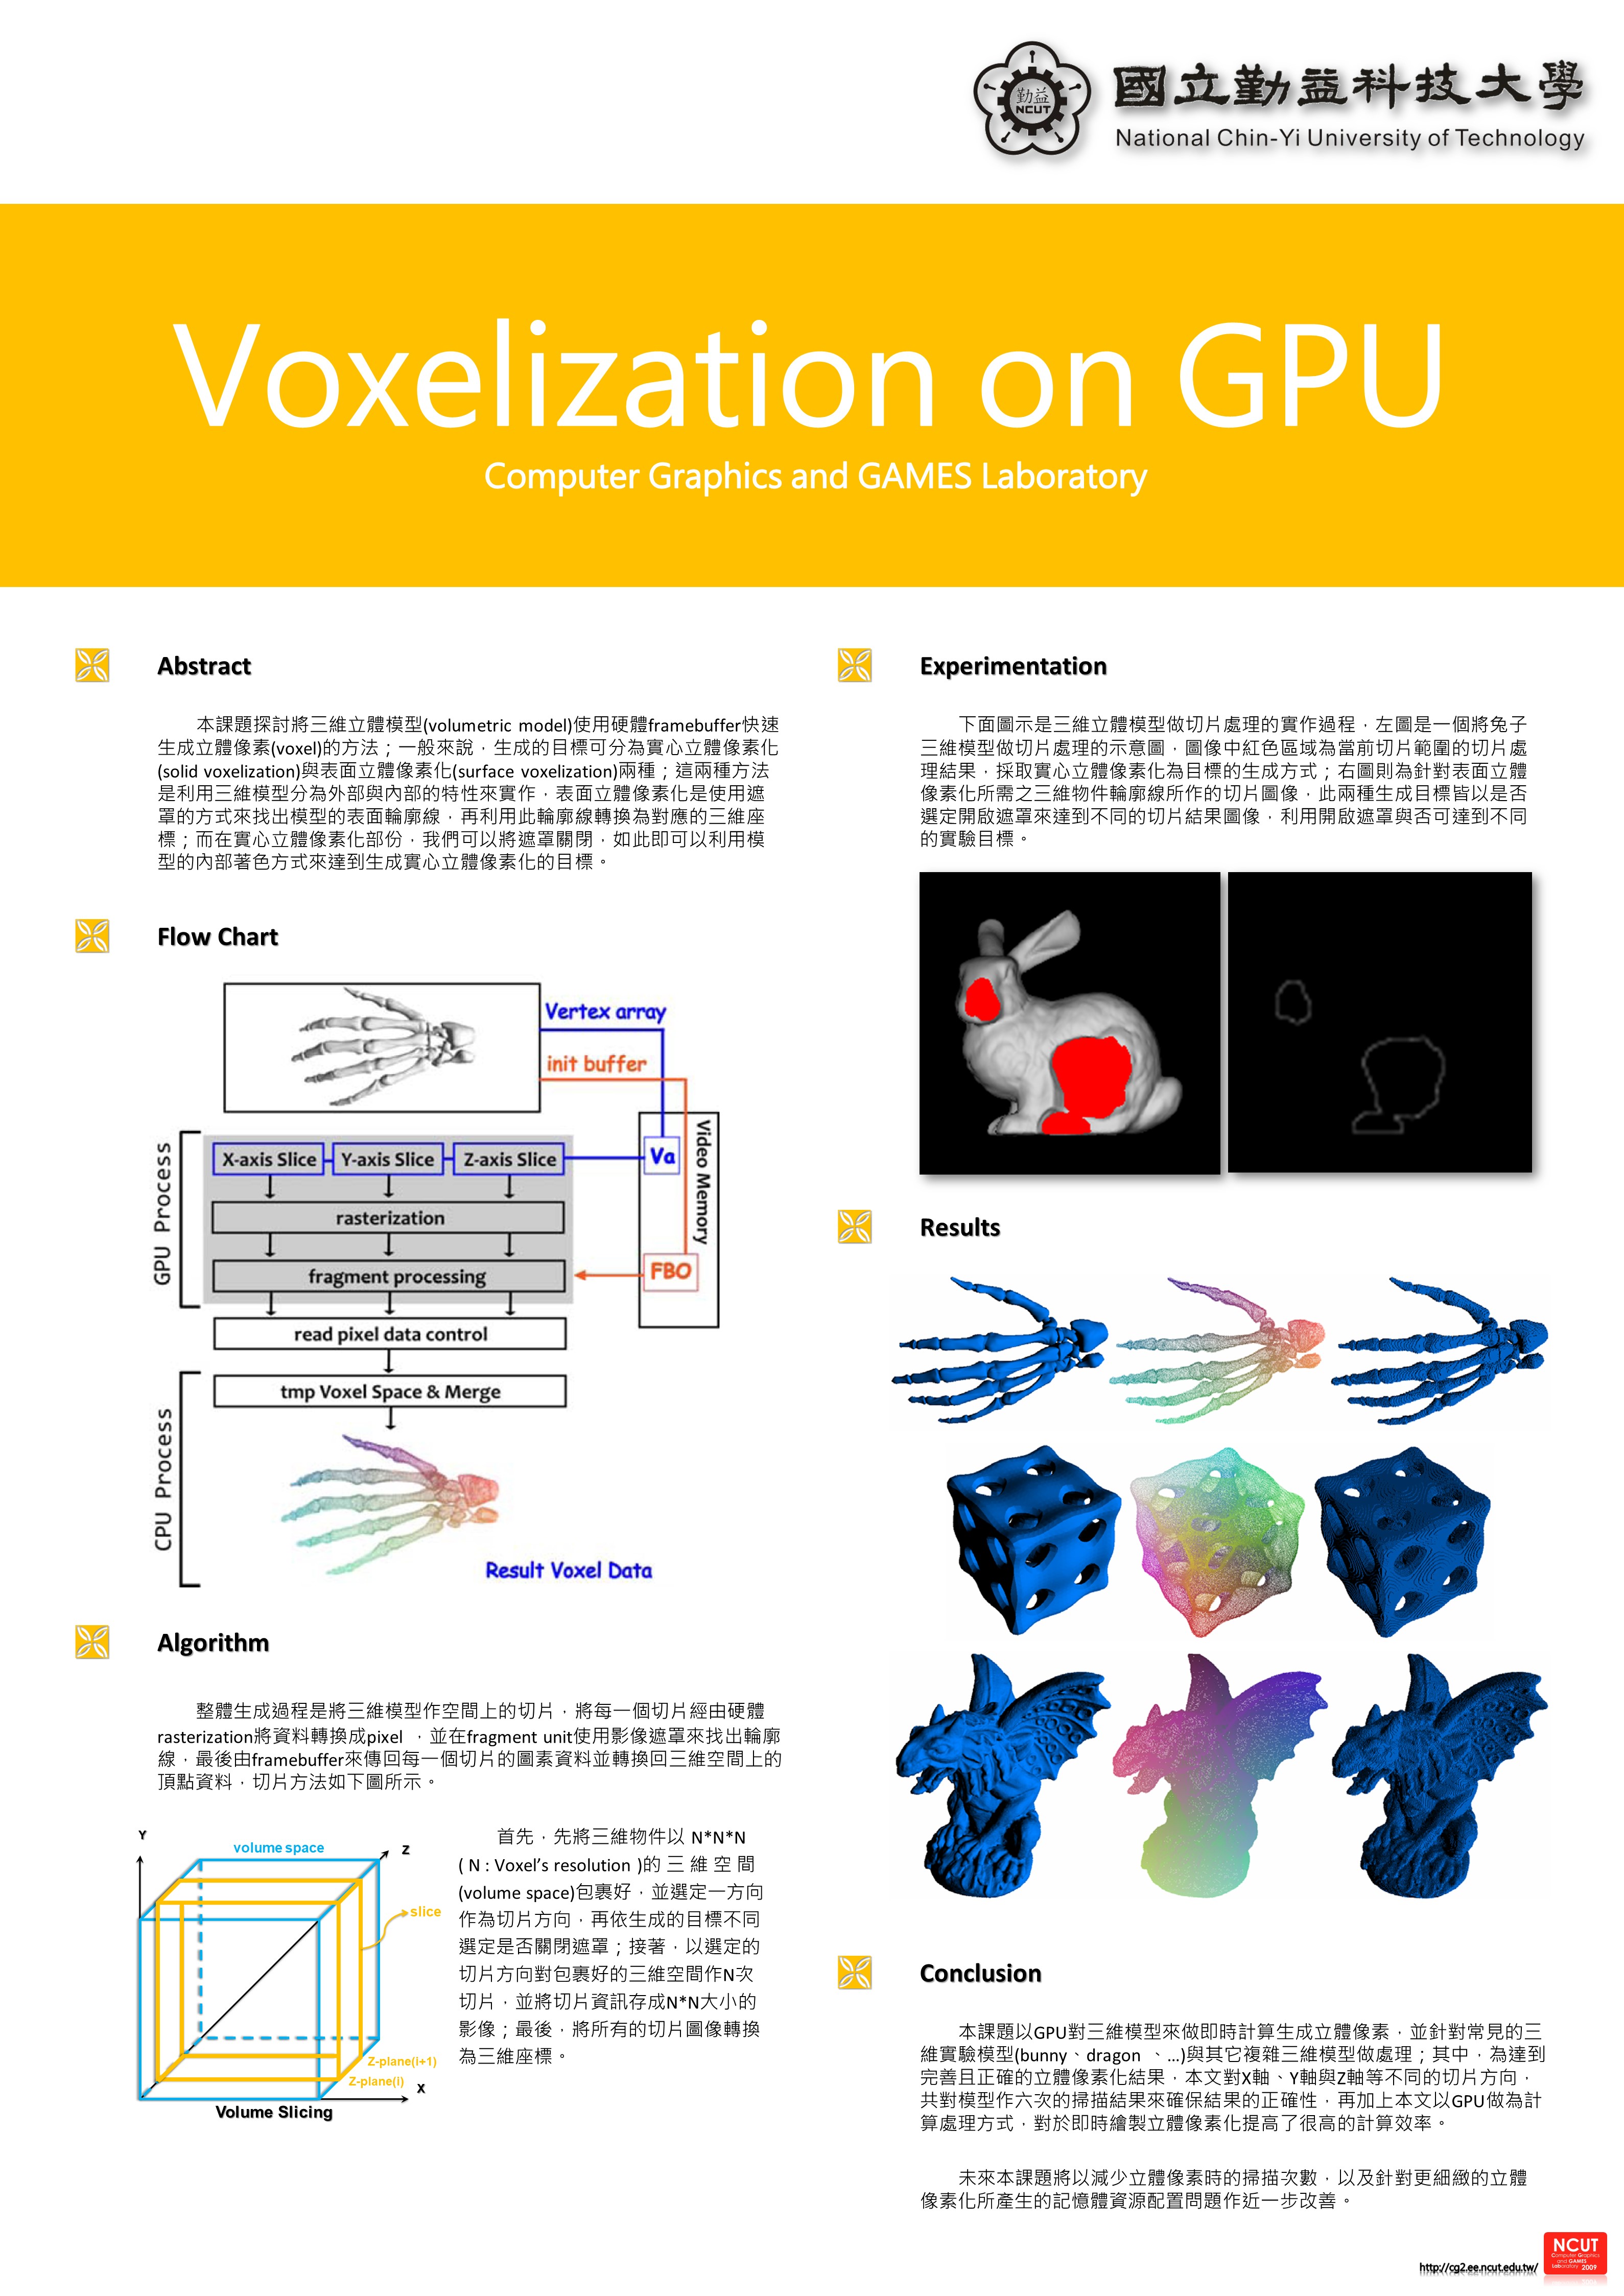 勤益
NCUT
國立勤益科技大學
National Chin-Yi University of Technology
Voxelization on GPU
Computer Graphics and GAMES Laboratory
Abstract
本課題探討將三維立體模型(volumetric model)使用硬體framebuffer快速
生成立體像素(voxel)的方法；一般來說，生成的目標可分為實心立體像素化
(solid voxelization)與表面立體像素化(surface voxelization)兩種；這兩種方法
是利用三維模型分為外部與內部的特性來實作，表面立體像素化是使用遮
罩的方式來找出模型的表面輪廓線，再利用此輪廓線轉換為對應的三維座
標；而在實心立體像素化部份，我們可以將遮罩關閉，如此即可以利用模
型的內部著色方式來達到生成實心立體像素化的目標。
Flow Chart
Vertex array
init buffer
Video Memory
Va
FBO
GPU Process
X-axis Slice
Y-axis Slice
Z-axis Slice
rasterization
fragment processing
read pixel data control
CPU Process
tmp Voxel Space & Merge
Result Voxel Data
Algorithm
整體生成過程是將三維模型作空間上的切片，將每一個切片經由硬體
rasterization將資料轉換成pixel ，並在fragment unit使用影像遮罩來找出輪廓
線，最後由framebuffer來傳回每一個切片的圖素資料並轉換回三維空間上的
頂點資料，切片方法如下圖所示。
Y
volume space
Z
slice
Z-plane(i+1)
Z-plane(i)
X
Volume Slicing
首先，先將三維物件以 N*N*N
( N : Voxel’s resolution )的 三 維 空 間
(volume space)包裹好，並選定一方向
作為切片方向，再依生成的目標不同
選定是否關閉遮罩；接著，以選定的
切片方向對包裹好的三維空間作N次
切片，並將切片資訊存成N*N大小的
影像；最後，將所有的切片圖像轉換
為三維座標。
Experimentation
下面圖示是三維立體模型做切片處理的實作過程，左圖是一個將兔子
三維模型做切片處理的示意圖，圖像中紅色區域為當前切片範圍的切片處
理結果，採取實心立體像素化為目標的生成方式；右圖則為針對表面立體
像素化所需之三維物件輪廓線所作的切片圖像，此兩種生成目標皆以是否
選定開啟遮罩來達到不同的切片結果圖像，利用開啟遮罩與否可達到不同
的實驗目標。
Results
Conclusion
本課題以GPU對三維模型來做即時計算生成立體像素，並針對常見的三
維實驗模型(bunny、dragon 、…)與其它複雜三維模型做處理；其中，為達到
完善且正確的立體像素化結果，本文對X軸、Y軸與Z軸等不同的切片方向，
共對模型作六次的掃描結果來確保結果的正確性，再加上本文以GPU做為計
算處理方式，對於即時繪製立體像素化提高了很高的計算效率。
未來本課題將以減少立體像素時的掃描次數，以及針對更細緻的立體
像素化所產生的記憶體資源配置問題作近一步改善。
http://cg2.ee.ncut.edu.tw/
NCUT
Computer Graphics
and GAMES
Laboratory 2009